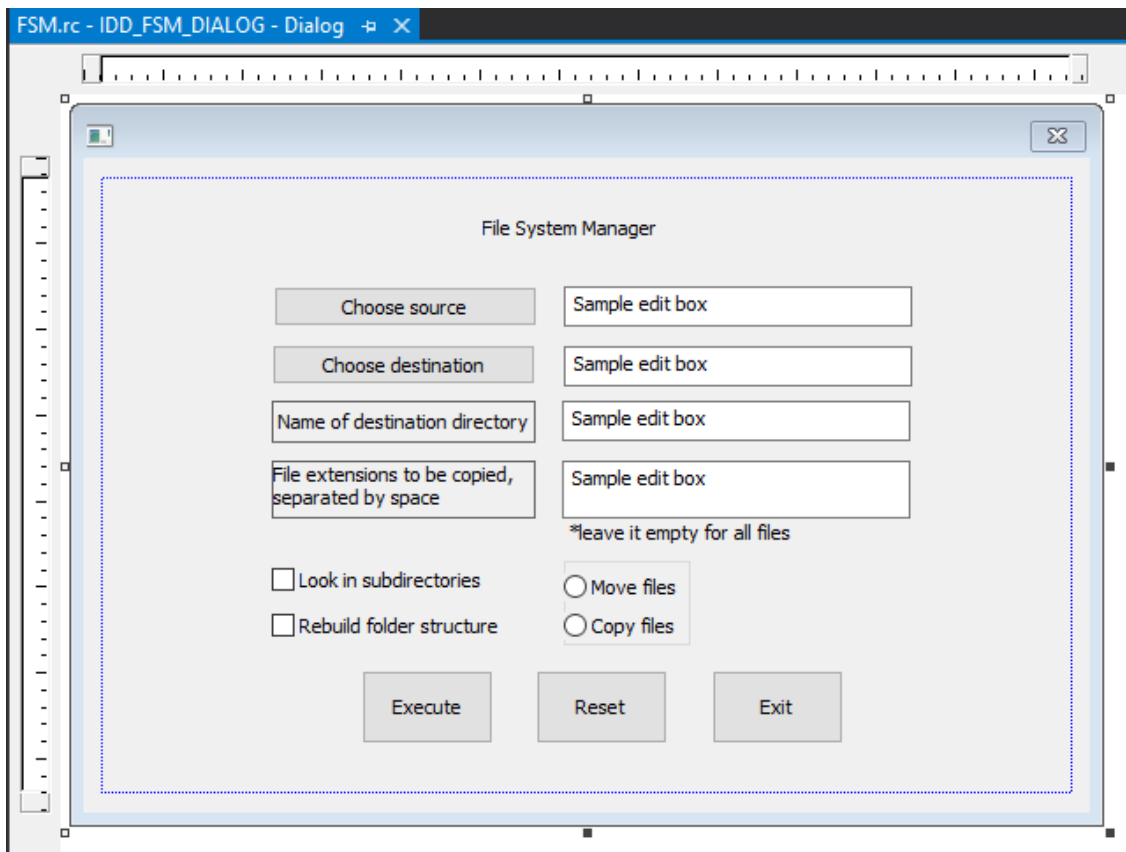 FSM.rc - IDD_FSM_DIALOG - Dialog
File System Manager
Choose source
Sample edit box
Choose destination
Sample edit box
Name of destination directory
Sample edit box
File extensions to be copied,
separated by space
Sample edit box
*leave it empty for all files
Look in subdirectories
Move files
Rebuild folder structure
Copy files
Execute
Reset
Exit